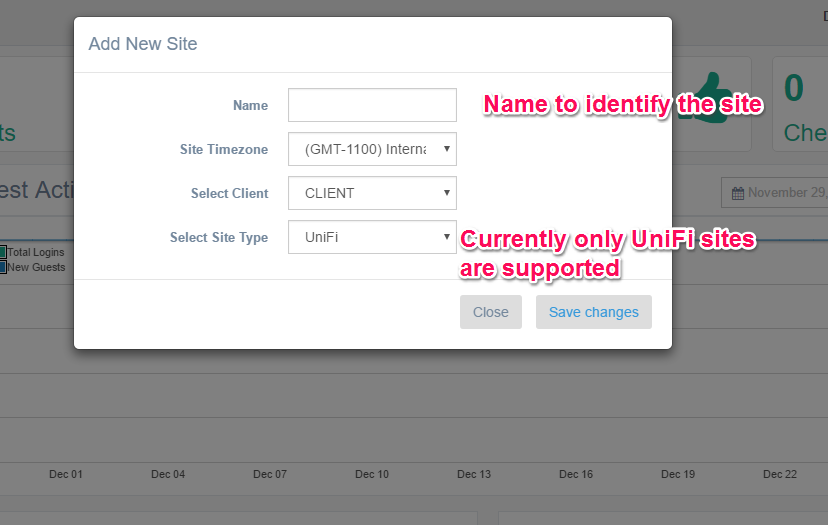 Add New Site
Name
Name to identify the site
0
Site Timezone
(GMT-1100) Interna
ts
Che
Select Client
CLIENT
est Acti
November 29,
Select Site Type
UniFi
Currently only UniFi sites
are supported
Total Logins
New Guests
Close
Save changes
Dec 01
Dec 04
Dec 07
Dec 10
Dec 13
Dec 16
Dec 19
Dec 22